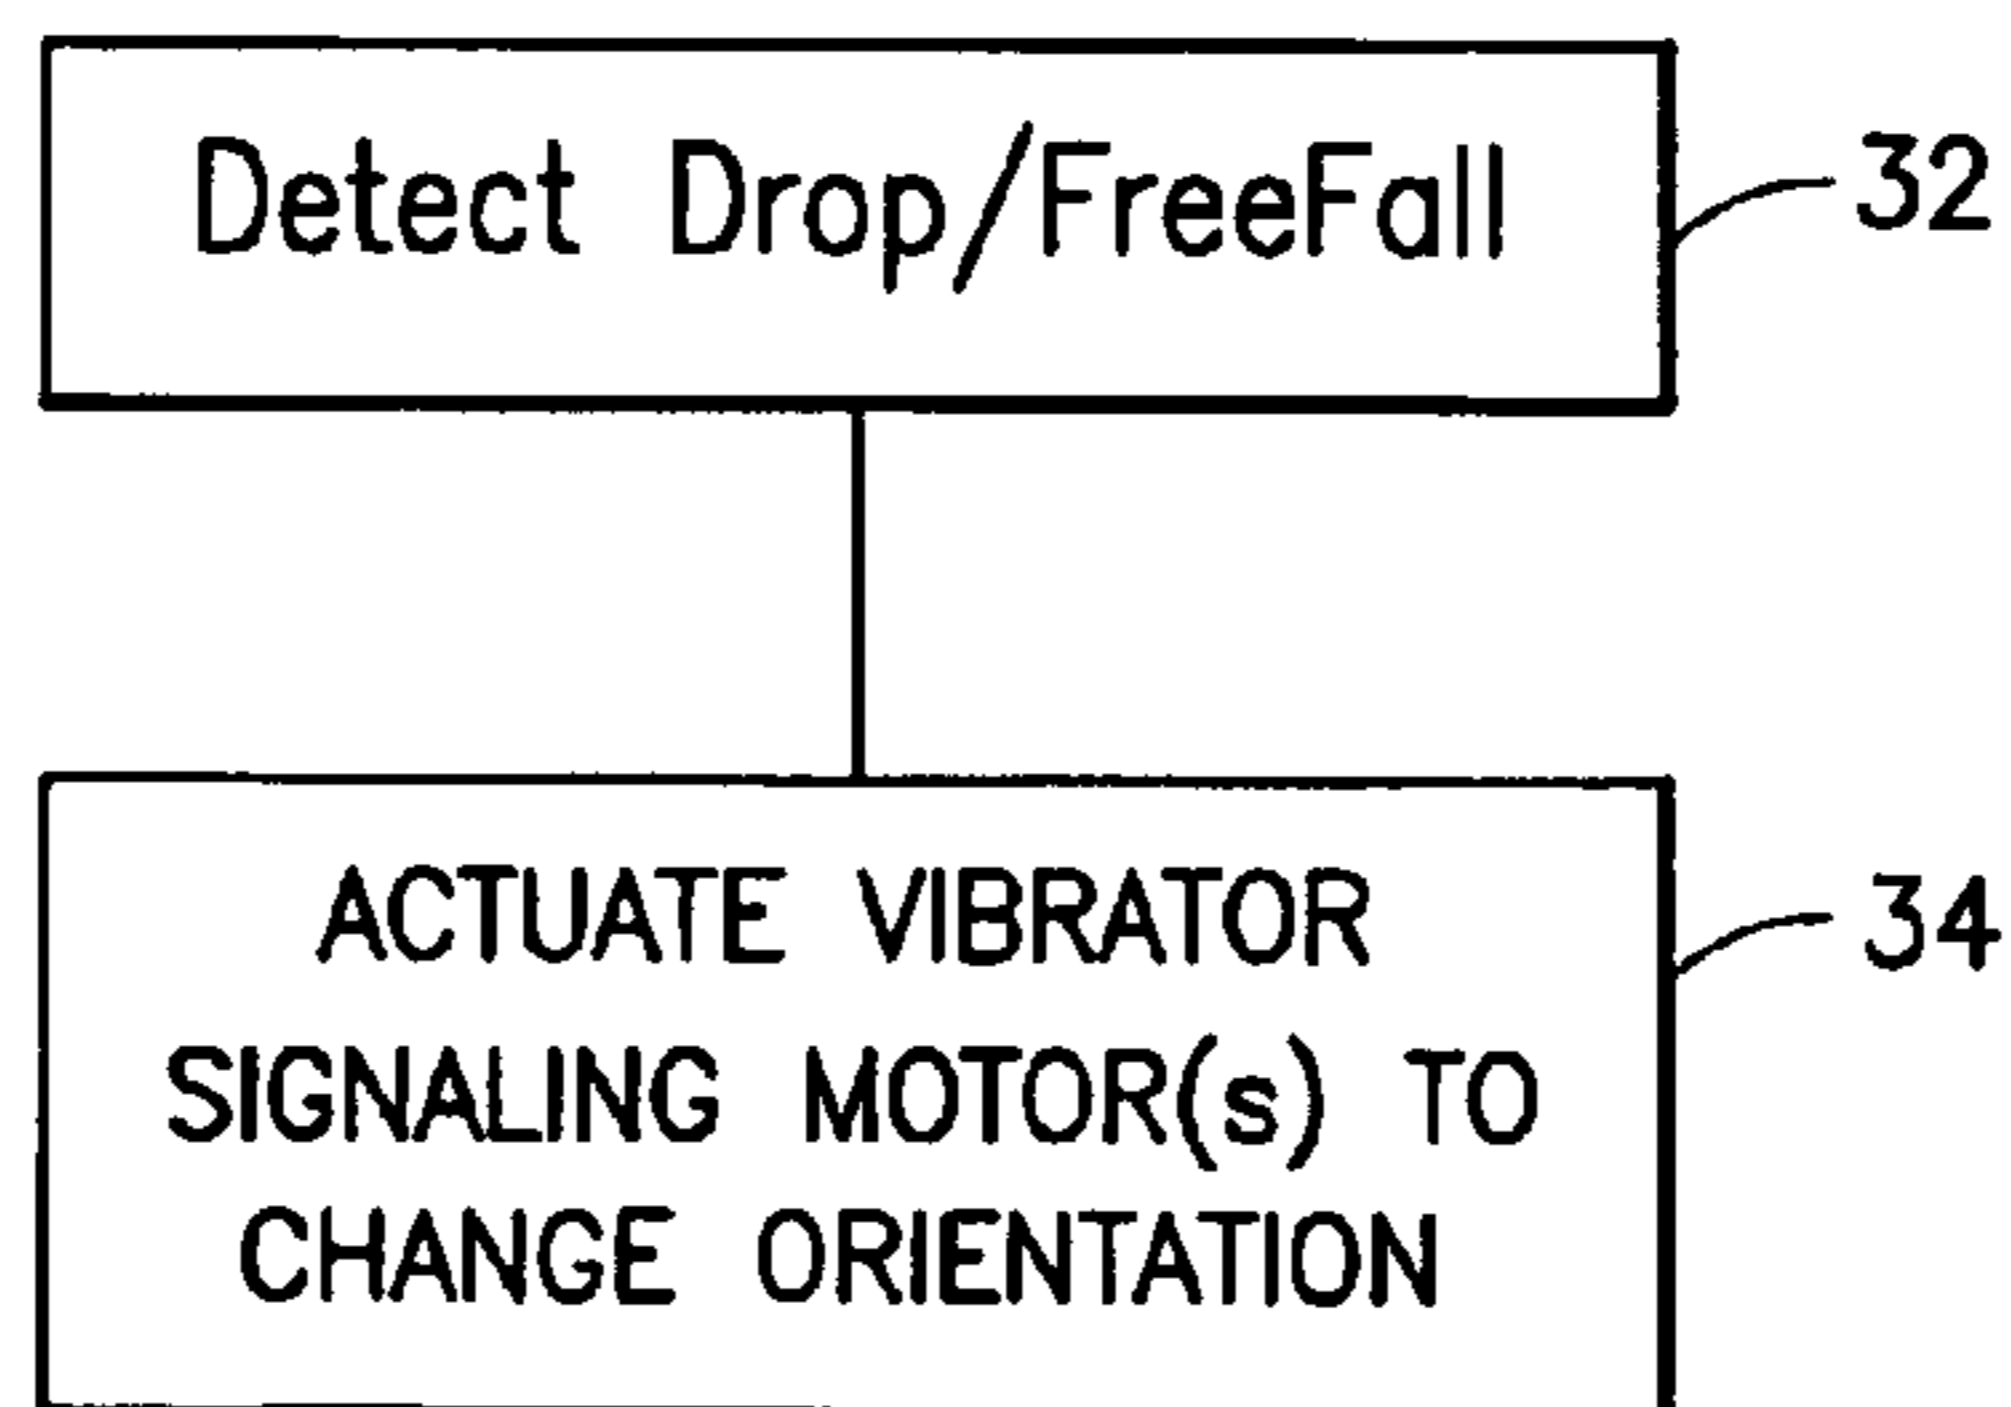 Detect Drop/FreeFall
32
ACTUATE VIBRATOR
34
SIGNALING MOTOR(s) TO
CHANGE ORIENTATION